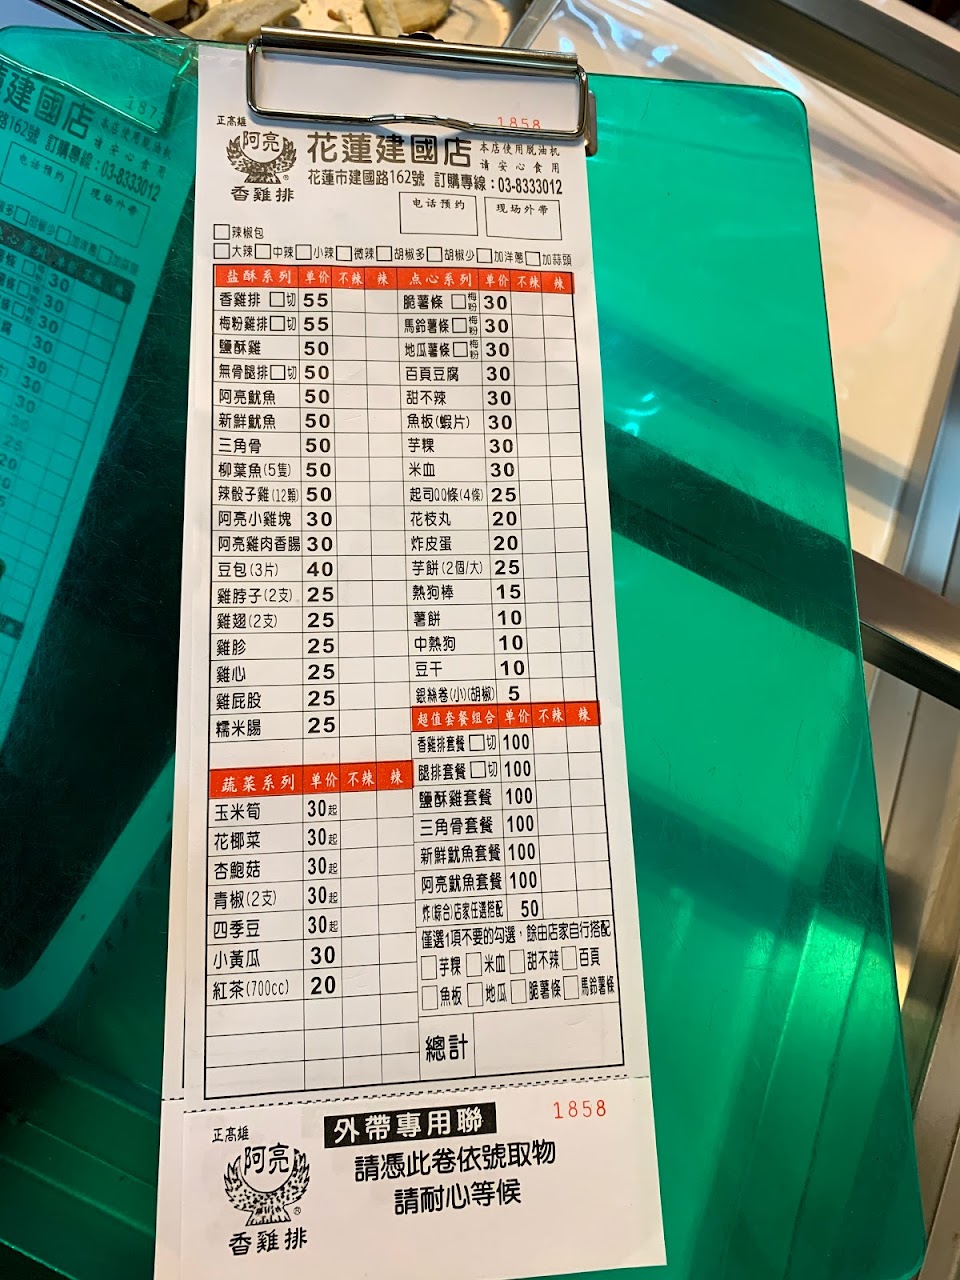 1858
正高雄
阿亮
香雞排
花蓮建國店
本店使用脫油机
请安心食用
花蓮市建國路162號 訂購專線：03-8333012
电话预约
现场外带
辣椒包
大辣 中辣 小辣 微辣 胡椒多 胡椒少 加洋蔥 加蒜頭
盐酥系列 单价 不辣 辣
香雞排 切 55
梅粉雞排 切 55
鹽酥雞 50
無骨腿排 切 50
阿亮魷魚 50
新鮮魷魚 50
三角骨 50
柳葉魚(5隻) 50
辣骰子雞(12顆) 50
阿亮小雞塊 30
阿亮雞肉香腸 30
豆包(3片) 40
雞脖子(2支) 25
雞翅(2支) 25
雞胗 25
雞心 25
雞屁股 25
糯米腸 25
蔬菜系列 单价 不辣 辣
玉米筍 30起
花椰菜 30起
杏鮑菇 30起
青椒(2支) 30起
四季豆 30起
小黃瓜 30
紅茶(700cc) 20
点心系列 单价 不辣 辣
脆薯條 梅粉 30
馬鈴薯條 梅粉 30
地瓜薯條 梅粉 30
百頁豆腐 30
甜不辣 30
魚板(蝦片) 30
芋粿 30
米血 30
起司QQ條(4條) 25
花枝丸 20
炸皮蛋 20
芋餅(2個/大) 25
熱狗棒 15
薯餅 10
中熱狗 10
豆干 10
銀絲卷(小)(胡椒) 5
超值套餐组合 单价 不辣 辣
香雞排套餐 切 100
腿排套餐 切 100
鹽酥雞套餐 100
三角骨套餐 100
新鮮魷魚套餐 100
阿亮魷魚套餐 100
炸(綜合)店家任選搭配 50
僅選1項不要的勾選，餘由店家自行搭配
芋粿 米血 甜不辣 百頁
魚板 地瓜 脆薯條 馬鈴薯條
總計
外帶專用聯
1858
請憑此卷依號取物
請耐心等候
正高雄
阿亮
®
香雞排